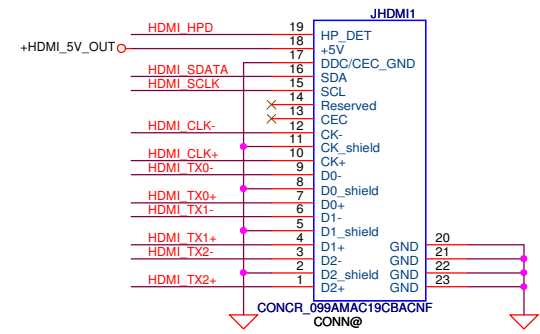 JHDMI1
HDMI_HPD 19 HP_DET
+HDMI_5V_OUT 18 +5V
17 DDC/CEC_GND
HDMI_SDATA 16 SDA
HDMI_SCLK 15 SCL
14 Reserved
13 CEC
HDMI_CLK- 12 CK-
11 CK_shield
HDMI_CLK+ 10 CK+
HDMI_TX0- 9 D0-
8 D0_shield
HDMI_TX0+ 7 D0+
HDMI_TX1- 6 D1-
5 D1_shield
HDMI_TX1+ 4 D1+ GND 20
HDMI_TX2- 3 D2- GND 21
2 D2_shield GND 22
HDMI_TX2+ 1 D2+ GND 23
CONCR_099AMAC19CBACNF
CONN@